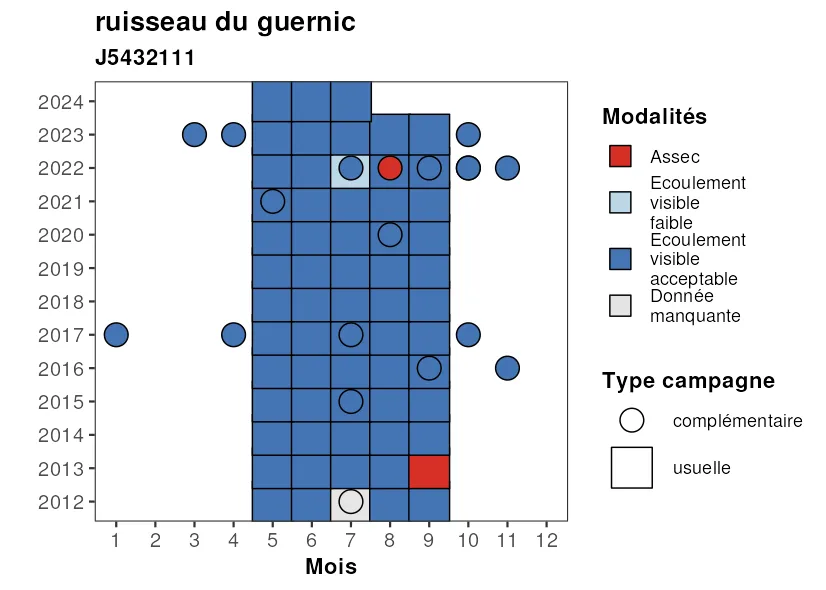 ruisseau du guernic
J5432111
2024
2023
2022
2021
2020
2019
2018
2017
2016
2015
2014
2013
2012
1 2 3 4 5 6 7 8 9 10 11 12
Mois
Modalités
Assec
Ecoulement
visible
faible
Ecoulement
visible
acceptable
Donnée
manquante
Type campagne
complémentaire
usuelle